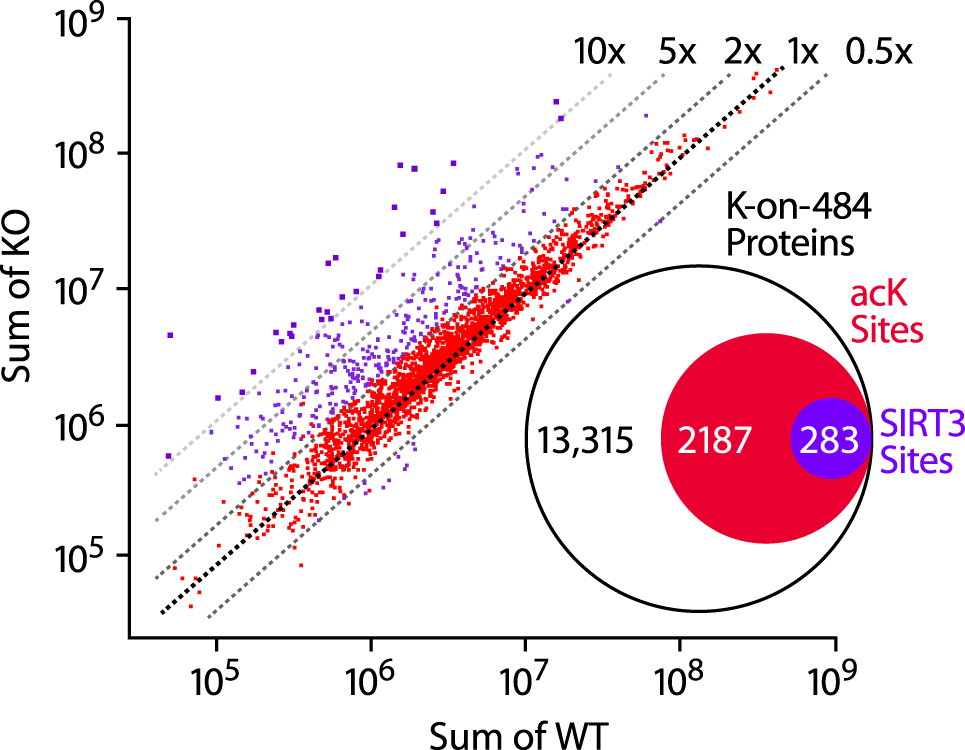 10⁹
10⁸
10⁷
10⁶
10⁵
Sum of KO
10x 5x 2x 1x 0.5x
K-on-484
Proteins
acK
Sites
SIRT3
Sites
13,315 2187 283
10⁵ 10⁶ 10⁷ 10⁸ 10⁹
Sum of WT